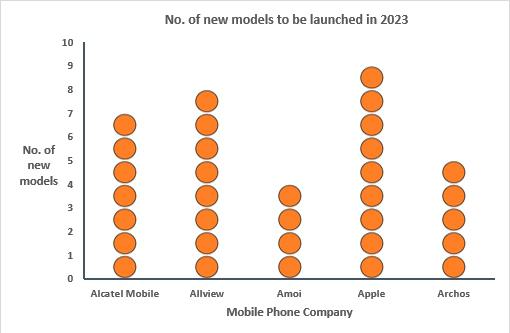 No. of new models to be launched in 2023
10
9
8
7
6
5
4
3
2
1
0
No. of
new
models
Alcatel Mobile
Allview
Amoi
Apple
Archos
Mobile Phone Company